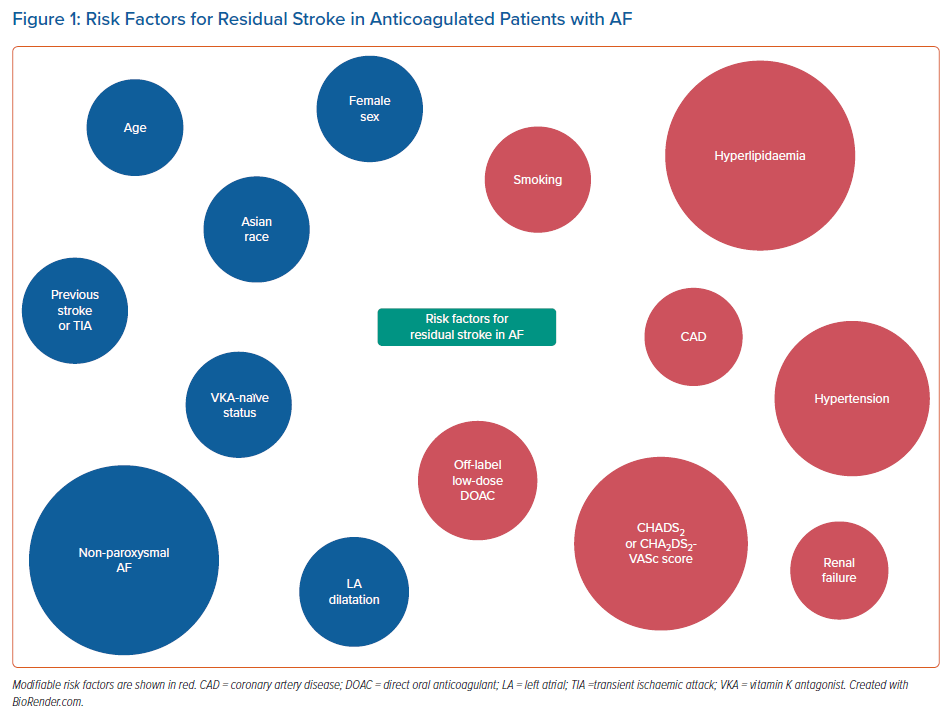 Figure 1: Risk Factors for Residual Stroke in Anticoagulated Patients with AF
Age
Female
sex
Smoking
Hyperlipidaemia
Asian
race
Previous
stroke
or TIA
Risk factors for
residual stroke in AF
CAD
VKA-naïve
status
Hypertension
Off-label
low-dose
DOAC
Non-paroxysmal
AF
LA
dilatation
CHADS₂
or CHA₂DS₂-
VASc score
Renal
failure
Modifiable risk factors are shown in red. CAD = coronary artery disease; DOAC = direct oral anticoagulant; LA = left atrial; TIA =transient ischaemic attack; VKA = vitamin K antagonist. Created with
BioRender.com.